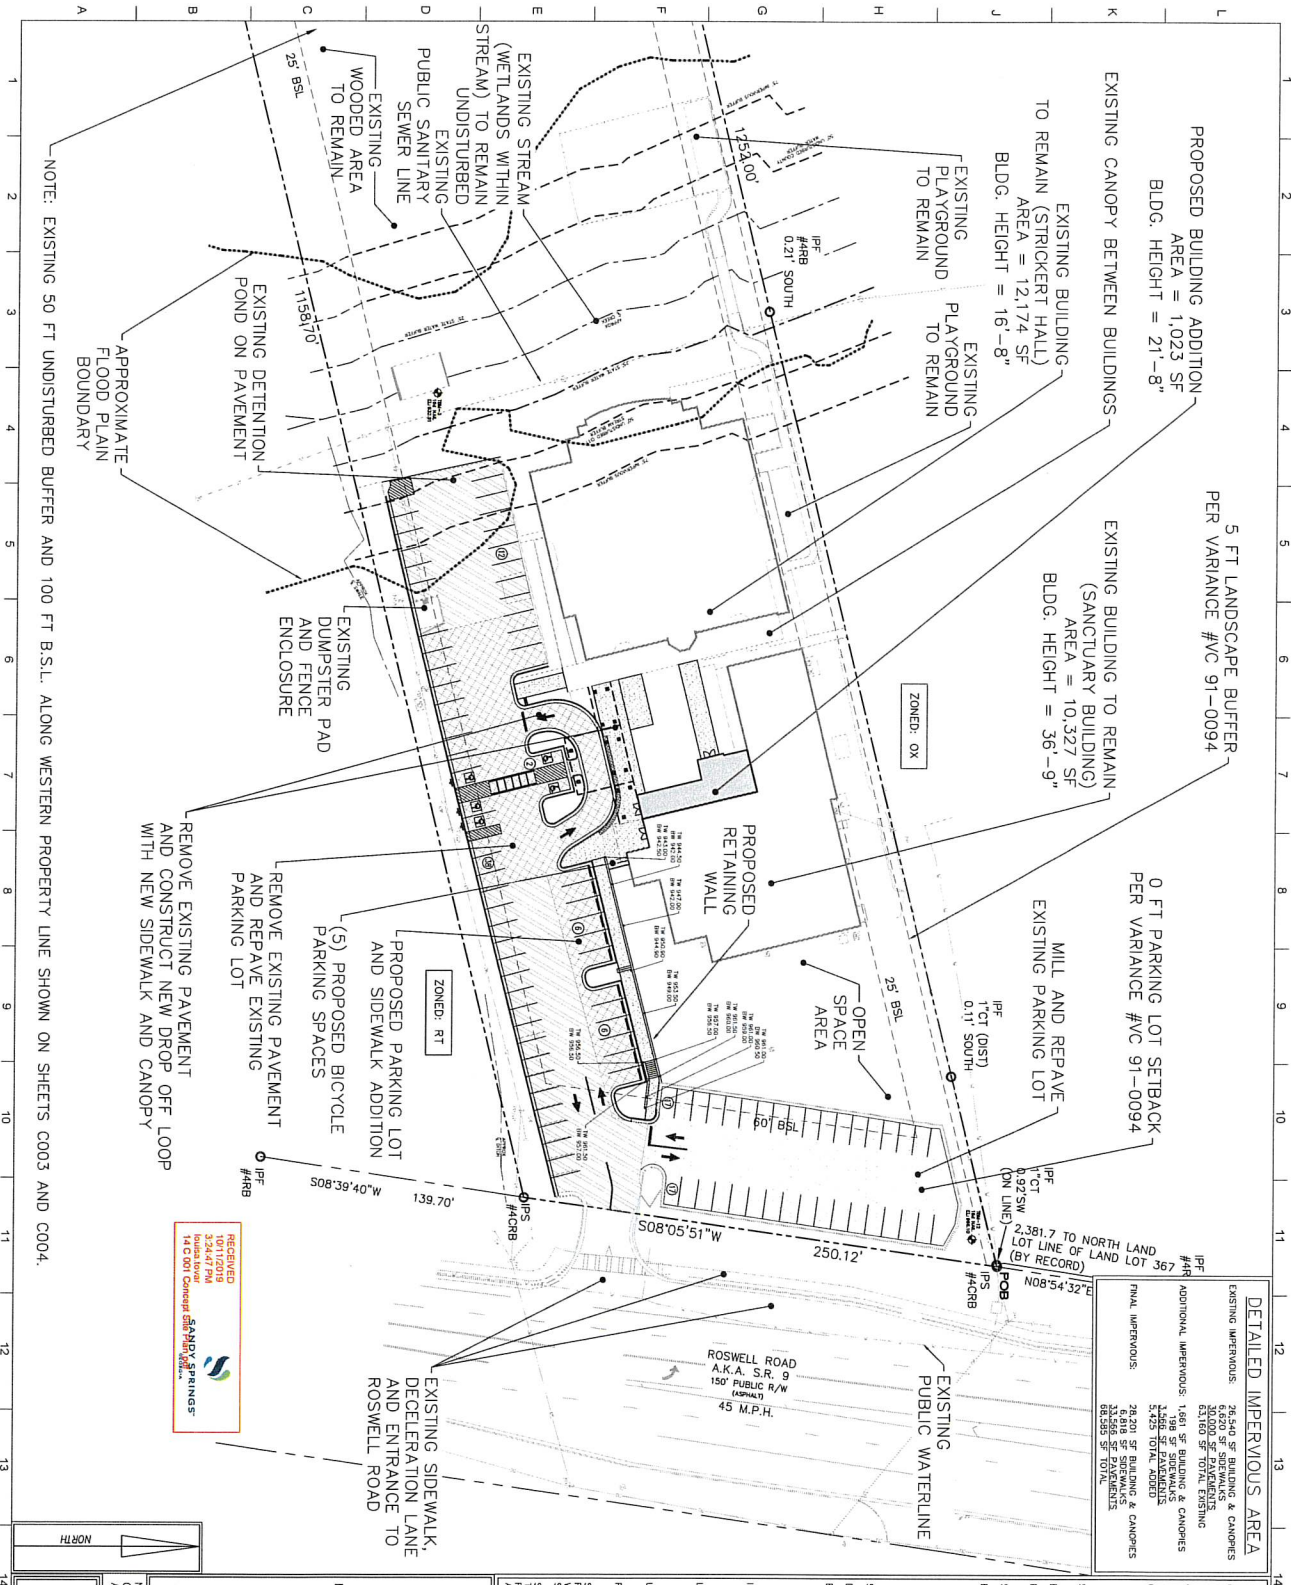 PROPOSED BUILDING ADDITION
AREA = 1,023 SF
BLDG. HEIGHT = 21'-8"
EXISTING CANOPY BETWEEN BUILDINGS
EXISTING BUILDING
TO REMAIN (STRICKERT HALL)
AREA = 12,174 SF
BLDG. HEIGHT = 16'-8"
EXISTING
PLAYGROUND
TO REMAIN
EXISTING
PLAYGROUND
TO REMAIN
5 FT LANDSCAPE BUFFER
PER VARIANCE #VC 91-0094
EXISTING BUILDING TO REMAIN
(SANCTUARY BUILDING)
AREA = 10,327 SF
BLDG. HEIGHT = 36'-9"
0 FT PARKING LOT SETBACK
PER VARIANCE #VC 91-0094
MILL AND REPAVE
EXISTING PARKING LOT
OPEN
SPACE
AREA
ZONED: OX
25' BSL
1252.00'
IPF
#4RB
0.21' SOUTH
IPF
1"CT (DIST)
0.11' SOUTH
IPF
1"CT
0.92'SW
(ON LINE)
2,381.7 TO NORTH LAND
LOT LINE OF LAND LOT 367
(BY RECORD)
POB
IPS
#4CRB
N08°54'32"E
60' BSL
EXISTING STREAM
(WETLANDS WITHIN
STREAM) TO REMAIN
UNDISTURBED
EXISTING
PUBLIC SANITARY
SEWER LINE
EXISTING
WOODED AREA
TO REMAIN
25' BSL
1158.70
EXISTING DETENTION
POND ON PAVEMENT
APPROXIMATE
FLOOD PLAIN
BOUNDARY
EXISTING
DUMPSTER PAD
AND FENCE
ENCLOSURE
REMOVE EXISTING PAVEMENT
AND CONSTRUCT NEW DROP OFF LOOP
WITH NEW SIDEWALK AND CANOPY
REMOVE EXISTING PAVEMENT
AND REPAVE EXISTING
PARKING LOT
(5) PROPOSED BICYCLE
PARKING SPACES
PROPOSED PARKING LOT
AND SIDEWALK ADDITION
ZONED: RT
PROPOSED
RETAINING
WALL
IPF
#4RB
S08°39'40"W
139.70'
IPS
#4CRB
S08°05'51"W
250.12'
EXISTING SIDEWALK,
DECELERATION LANE
AND ENTRANCE TO
ROSWELL ROAD
ROSWELL ROAD
A.K.A. S.R. 9
150' PUBLIC R/W
(ASPHALT)
45 M.P.H.
EXISTING
PUBLIC WATERLINE
DETAILED IMPERVIOUS AREA
EXISTING IMPERVIOUS: 26,540 SF BUILDING & CANOPIES
6,620 SF SIDEWALKS
30,000 SF PAVEMENTS
63,160 SF TOTAL EXISTING
ADDITIONAL IMPERVIOUS: 1,661 SF BUILDING & CANOPIES
198 SF SIDEWALKS
3,566 SF PAVEMENTS
5,425 TOTAL ADDED
FINAL IMPERVIOUS: 28,201 SF BUILDING & CANOPIES
6,818 SF SIDEWALKS
33,566 SF PAVEMENTS
68,585 SF TOTAL
NOTE: EXISTING 50 FT UNDISTURBED BUFFER AND 100 FT B.S.L. ALONG WESTERN PROPERTY LINE SHOWN ON SHEETS C003 AND C004.
RECEIVED
10/11/2019
3:24:47 PM
louisa.tovar
14 C 001 Concept Site Plan.pdf
SANDY SPRINGS
GEORGIA
NORTH